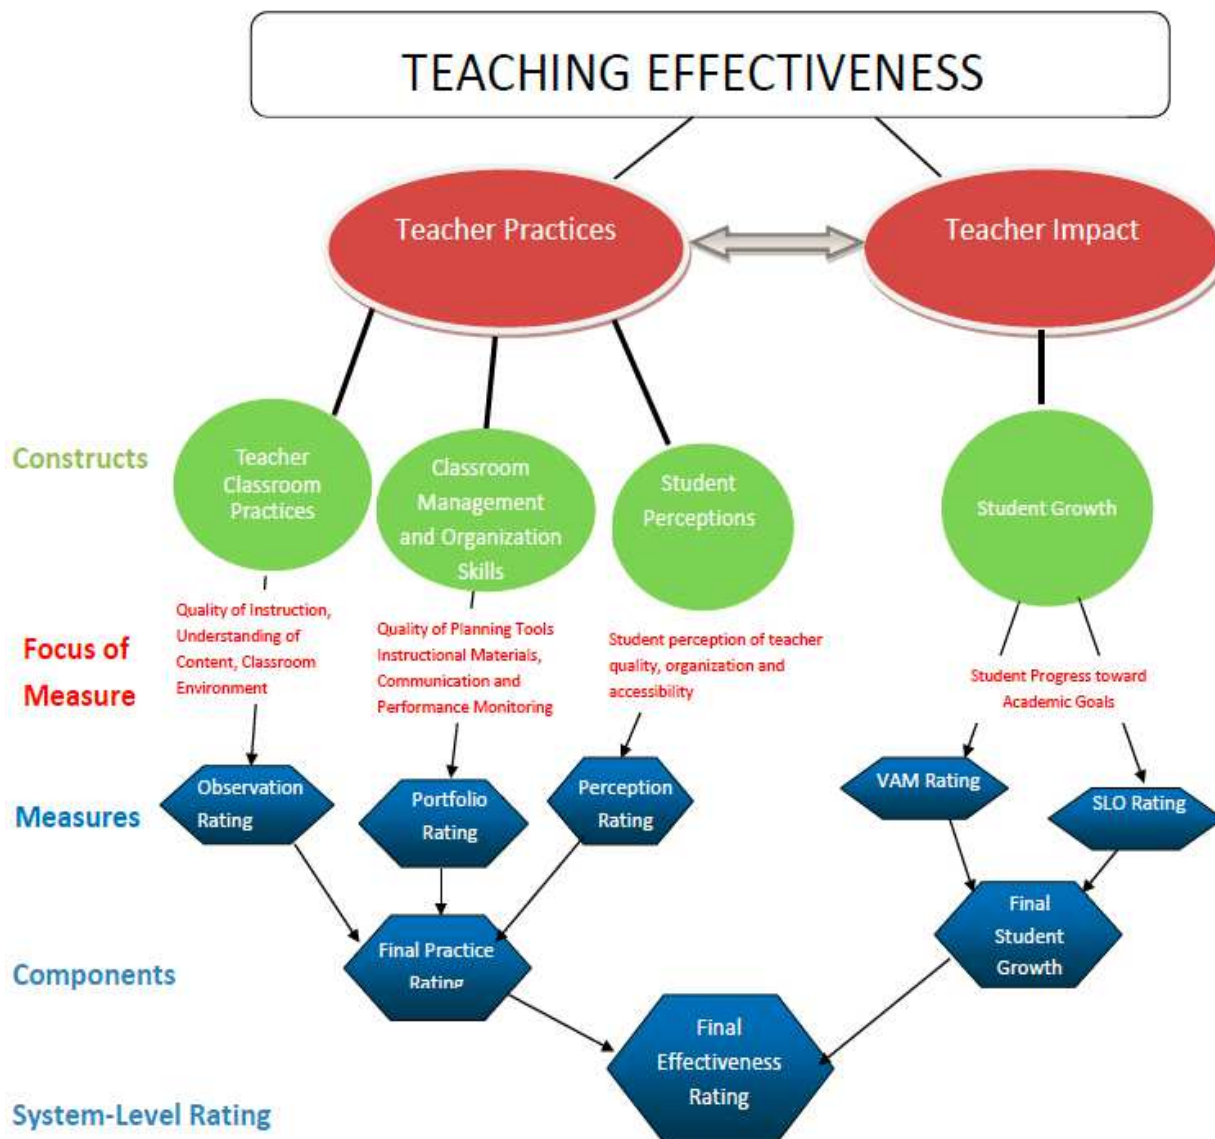 TEACHING EFFECTIVENESS
Teacher Practices
Teacher Impact
Constructs
Teacher
Classroom
Practices
Classroom
Management
and Organization
Skills
Student
Perceptions
Student Growth
Focus of
Measure
Quality of Instruction,
Understanding of
Content, Classroom
Environment
Quality of Planning Tools
Instructional Materials,
Communication and
Performance Monitoring
Student perception of teacher
quality, organization and
accessibility
Student Progress toward
Academic Goals
Measures
Observation
Rating
Portfolio
Rating
Perception
Rating
VAM Rating
SLO Rating
Components
Final Practice
Rating
Final
Student
Growth
System-Level Rating
Final
Effectiveness
Rating